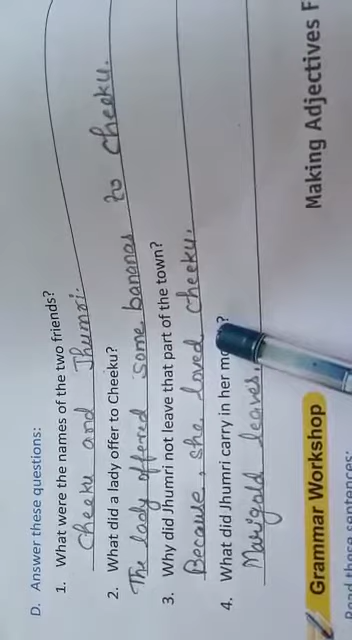 D. Answer these questions:
1. What were the names of the two friends?
Cheeku and Jhumri.
2. What did a lady offer to Cheeku?
The lady offered some bananas to cheeku.
3. Why did Jhumri not leave that part of the town?
Because, she loved cheeku.
4. What did Jhumri carry in her ?
Marigold leaves.
Grammar Workshop
Making Adjectives F
Read these sentences: